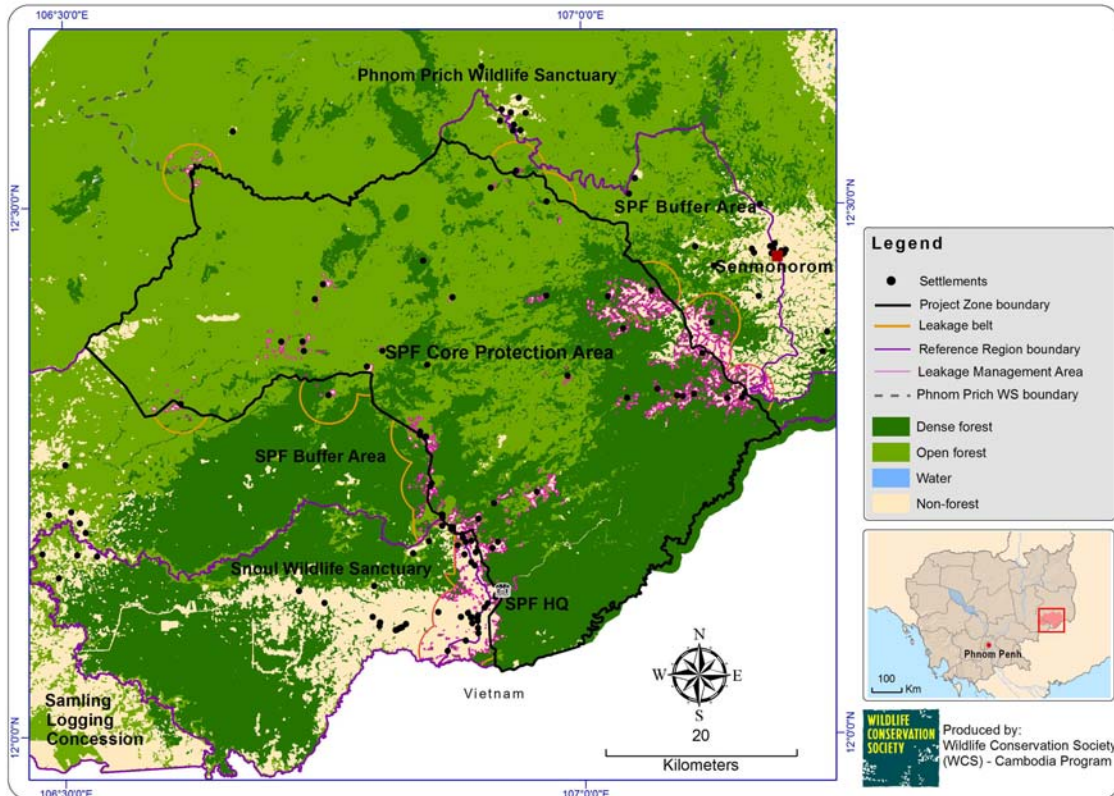 106°30'0"E
107°0'0"E
12°30'0"N
12°30'0"N
Phnom Prich Wildlife Sanctuary
SPF Buffer Area
Senmonorom
SPF Core Protection Area
SPF Buffer Area
Snoul Wildlife Sanctuary
SPF HQ
Samling
Logging
Concession
Vietnam
N
W
E
S
20
Kilometers
12°0'0"N
12°0'0"N
106°30'0"E
107°0'0"E
Legend
Settlements
Project Zone boundary
Leakage belt
Reference Region boundary
Leakage Management Area
Phnom Prich WS boundary
Dense forest
Open forest
Water
Non-forest
Phnom Penh
100
Km
WILDLIFE
CONSERVATION
SOCIETY
Produced by:
Wildlife Conservation Society
(WCS) - Cambodia Program